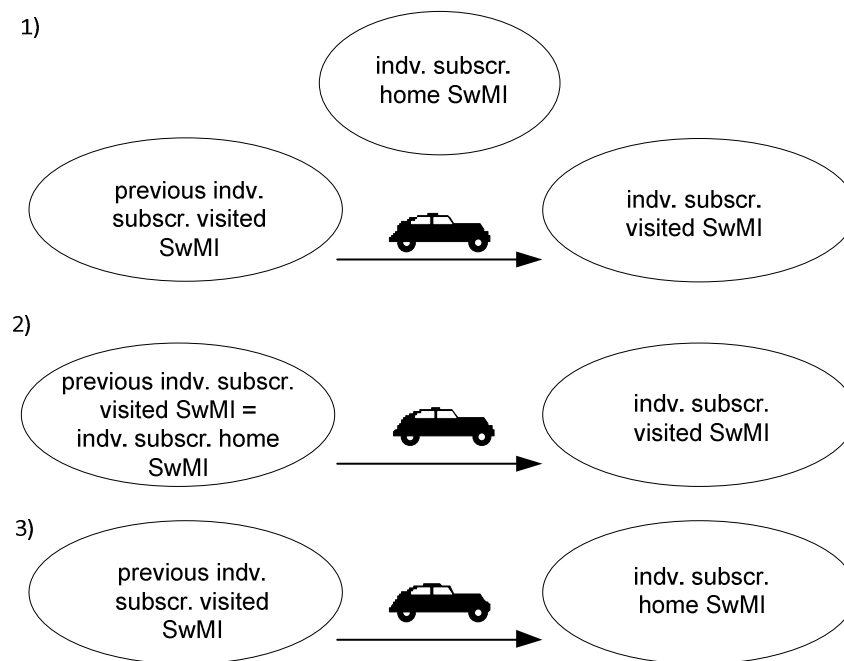 1)
indv. subscr.
home SwMI
previous indv.
subscr. visited
SwMI
indv. subscr.
visited SwMI
2)
previous indv. subscr.
visited SwMI =
indv. subscr. home
SwMI
indv. subscr.
visited SwMI
3)
previous indv.
subscr. visited
SwMI
indv. subscr.
home SwMI